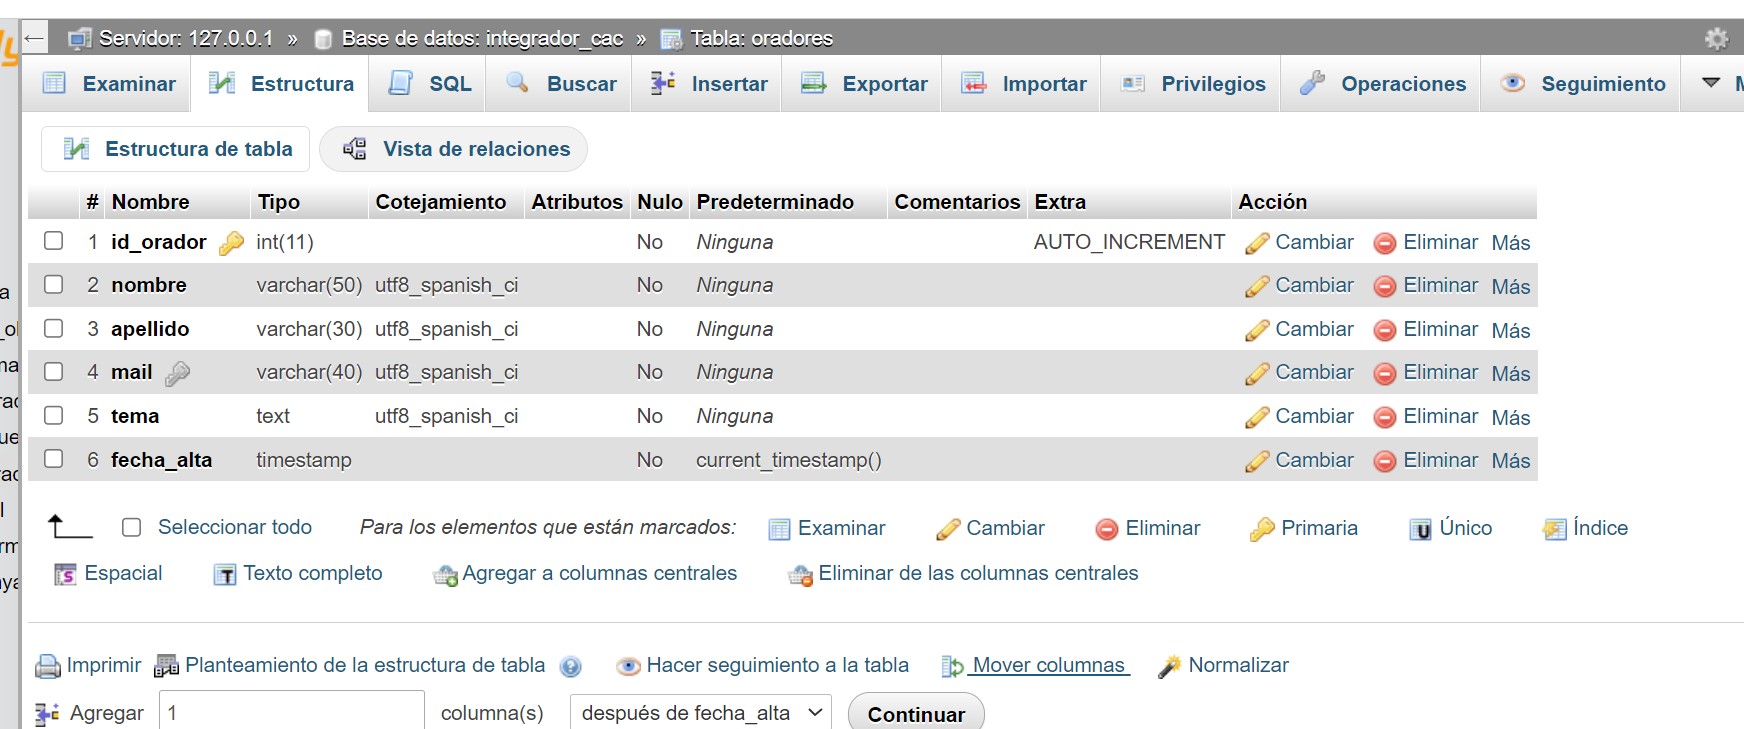 ← Servidor: 127.0.0.1 » Base de datos: integrador_cac » Tabla: oradores
Examinar Estructura SQL Buscar Insertar Exportar Importar Privilegios Operaciones Seguimiento
Estructura de tabla Vista de relaciones
# Nombre Tipo Cotejamiento Atributos Nulo Predeterminado Comentarios Extra Acción
1 id_orador int(11) No Ninguna AUTO_INCREMENT Cambiar Eliminar Más
2 nombre varchar(50) utf8_spanish_ci No Ninguna Cambiar Eliminar Más
3 apellido varchar(30) utf8_spanish_ci No Ninguna Cambiar Eliminar Más
4 mail varchar(40) utf8_spanish_ci No Ninguna Cambiar Eliminar Más
5 tema text utf8_spanish_ci No Ninguna Cambiar Eliminar Más
6 fecha_alta timestamp No current_timestamp() Cambiar Eliminar Más
Seleccionar todo Para los elementos que están marcados: Examinar Cambiar Eliminar Primaria Único Índice
Espacial Texto completo Agregar a columnas centrales Eliminar de las columnas centrales
Imprimir Planteamiento de la estructura de tabla Hacer seguimiento a la tabla Mover columnas Normalizar
Agregar 1 columna(s) después de fecha_alta Continuar